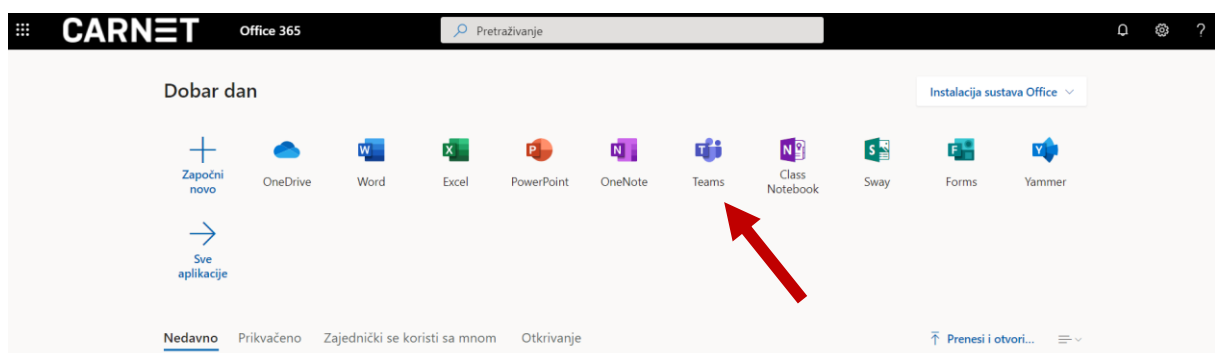 CARNET Office 365 Pretraživanje ?
Dobar dan
Instalacija sustava Office
Započni
novo
OneDrive
Word
Excel
PowerPoint
OneNote
Teams
Class
Notebook
Sway
Forms
Yammer
Sve
aplikacije
Nedavno Prikvačeno Zajednički se koristi sa mnom Otkrivanje
Prenesi i otvori...